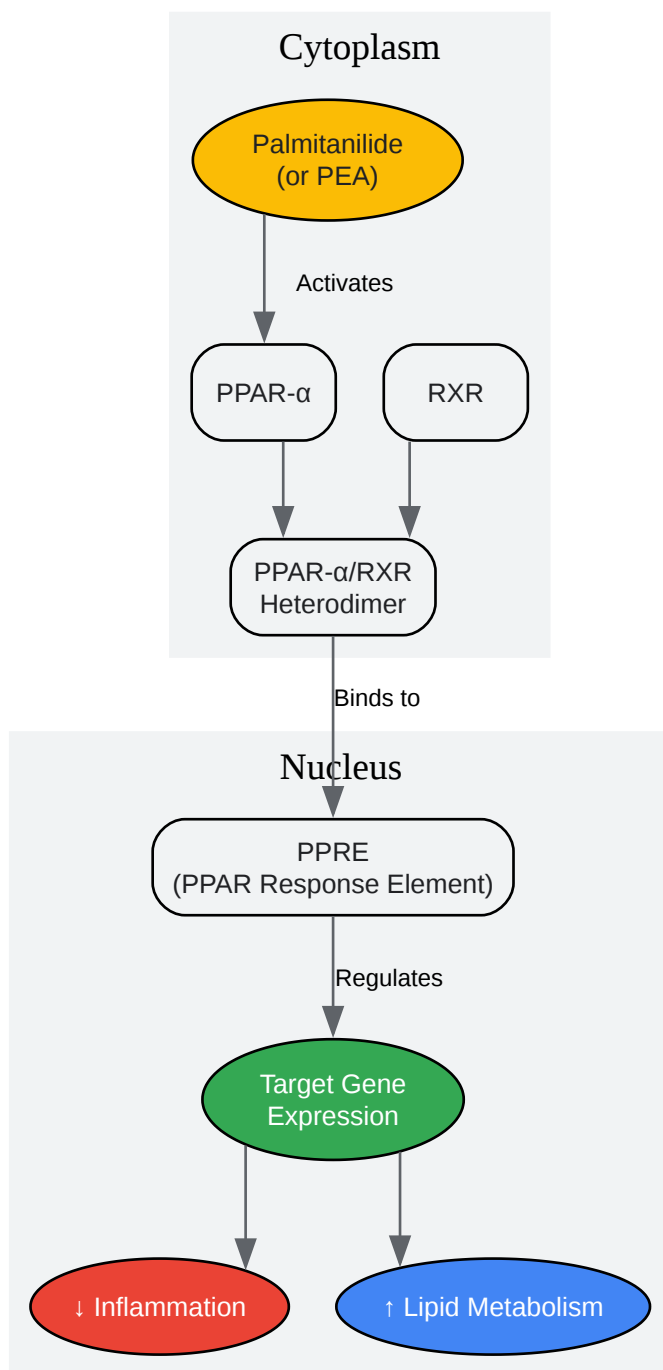 Cytoplasm
Palmitanilide
(or PEA)
Activates
PPAR-α
RXR
PPAR-α/RXR
Heterodimer
Binds to
Nucleus
PPRE
(PPAR Response Element)
Regulates
Target Gene
Expression
↓ Inflammation
↑ Lipid Metabolism